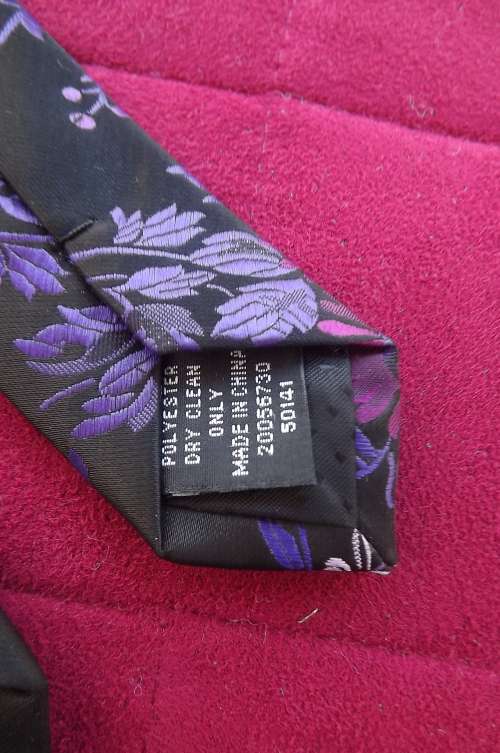 POLYESTER
DRY CLEAN
ONLY
MADE IN CHINA
20056730
50141